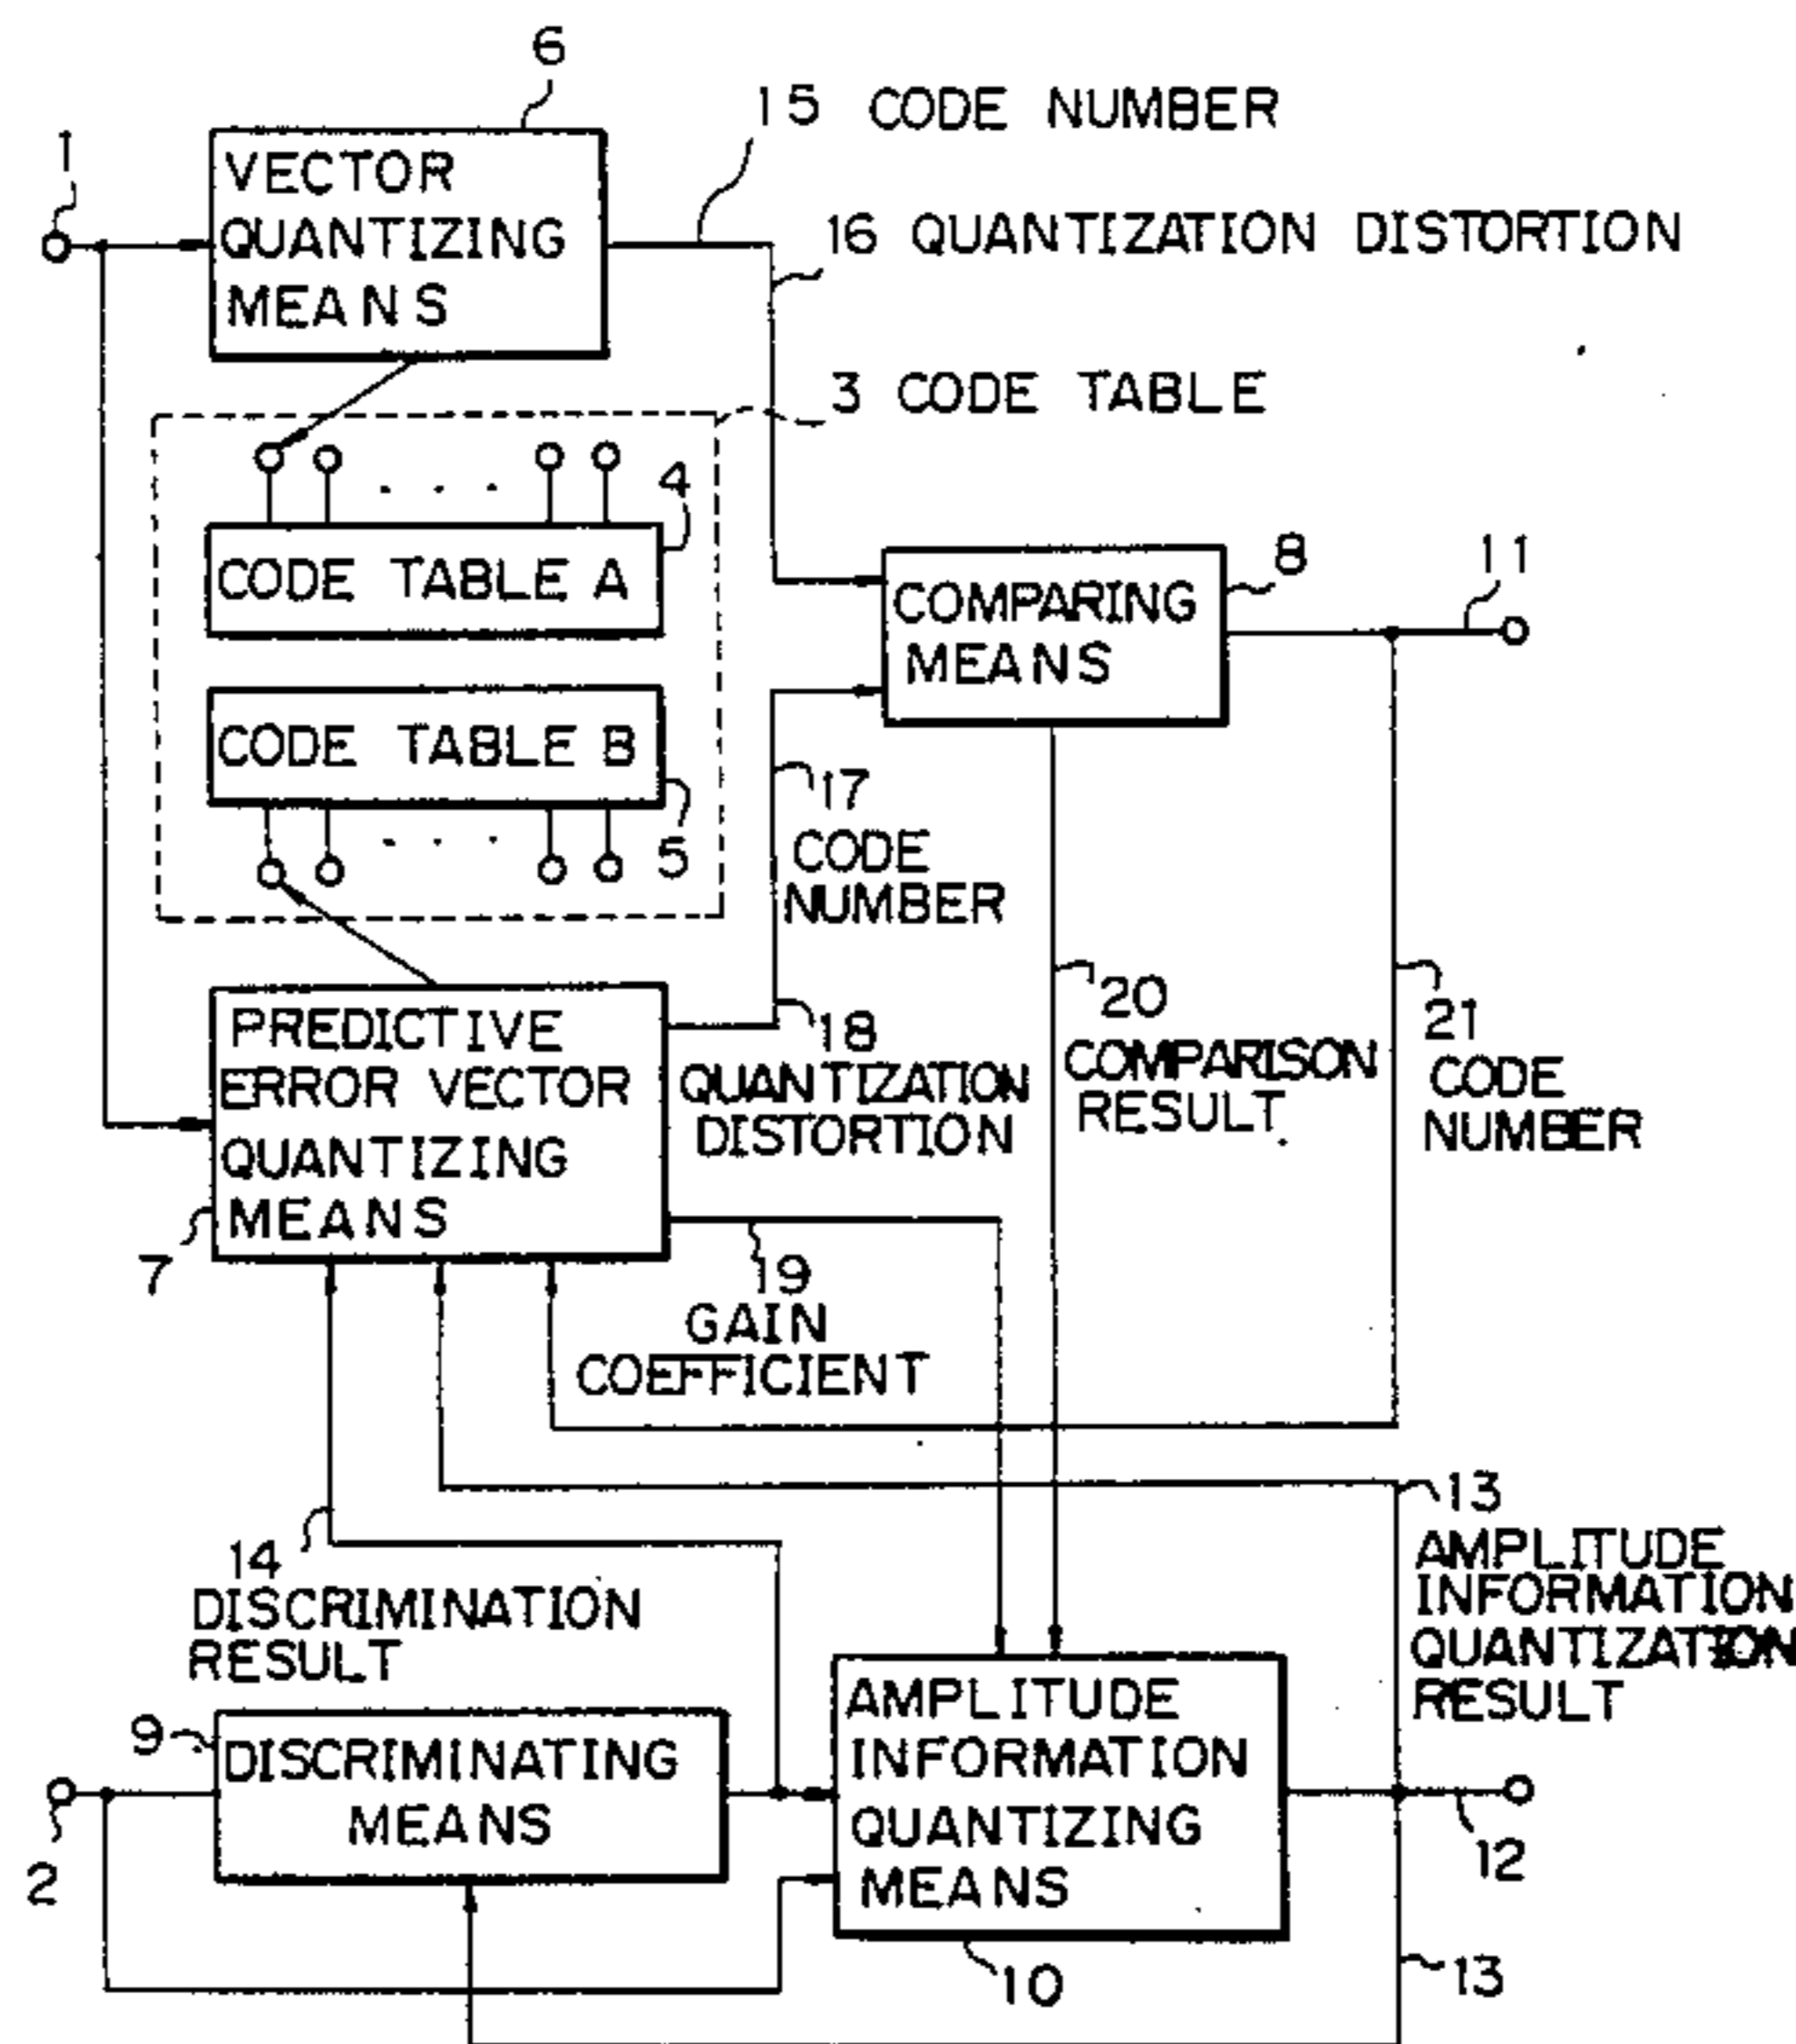 6
15 CODE NUMBER
1
VECTOR
QUANTIZING
MEANS
16 QUANTIZATION DISTORTION
3 CODE TABLE
4
CODE TABLE A
8
11
COMPARING
MEANS
CODE TABLE B
5
17
CODE
NUMBER
PREDICTIVE
ERROR VECTOR
QUANTIZING
MEANS
7
18
QUANTIZATION
DISTORTION
20
COMPARISON
RESULT
21
CODE
NUMBER
19
GAIN
COEFFICIENT
13
AMPLITUDE
INFORMATION
QUANTIZATION
RESULT
14
DISCRIMINATION
RESULT
9
DISCRIMINATING
MEANS
AMPLITUDE
INFORMATION
QUANTIZING
MEANS
2
12
10
13